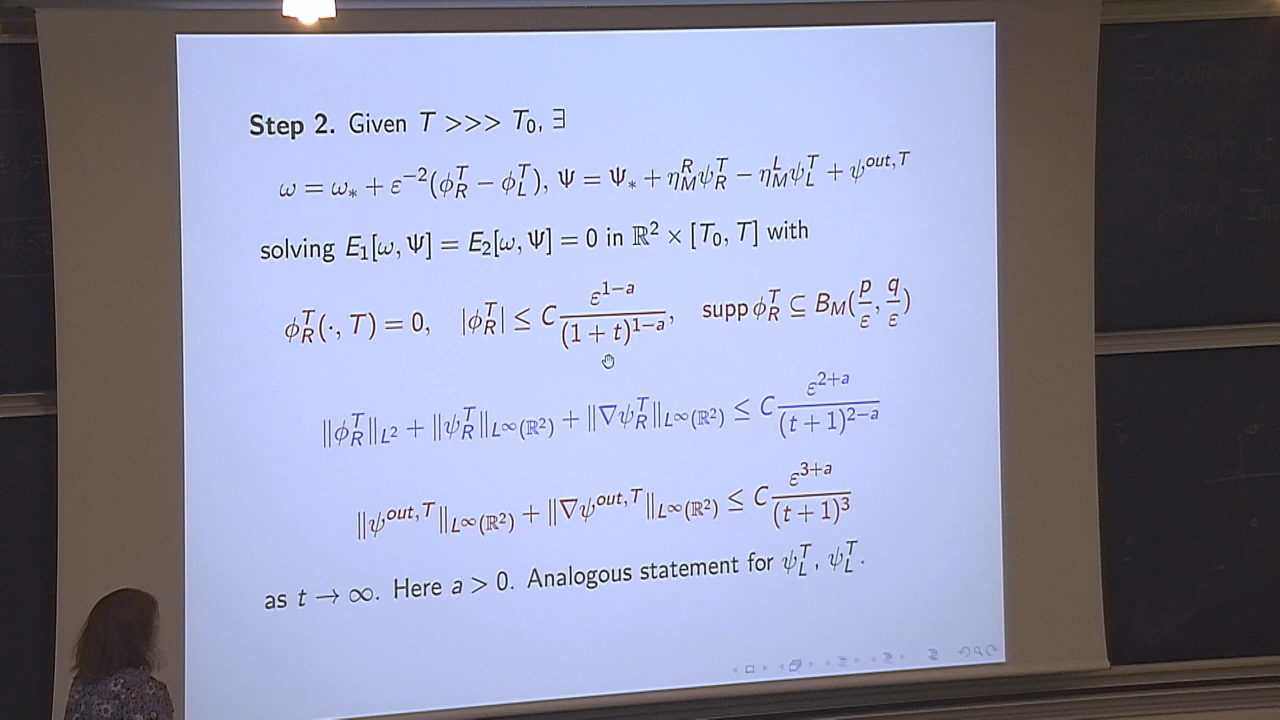 Step 2. Given T >>> T₀, ∃
ω = ω_* + ε^{-2}(ϕ_R^T − ϕ_L^T), Ψ = Ψ_* + η_M^R ψ_R^T − η_M^L ψ_L^T + ψ^{out,T}
solving E₁[ω, Ψ] = E₂[ω, Ψ] = 0 in ℝ² × [T₀, T] with
ϕ_R^T(·, T) = 0, |ϕ_R^T| ≤ C ε^{1−a}/(1 + t)^{1−a}, supp ϕ_R^T ⊆ B_M(p/ε, q/ε)
‖ϕ_R^T‖_{L²} + ‖ψ_R^T‖_{L^∞(ℝ²)} + ‖∇ψ_R^T‖_{L^∞(ℝ²)} ≤ C ε^{2+a}/(t + 1)^{2−a}
‖ψ^{out,T}‖_{L^∞(ℝ²)} + ‖∇ψ^{out,T}‖_{L^∞(ℝ²)} ≤ C ε^{3+a}/(t + 1)³
as t → ∞. Here a > 0. Analogous statement for ψ_L^T, ψ_L^T.